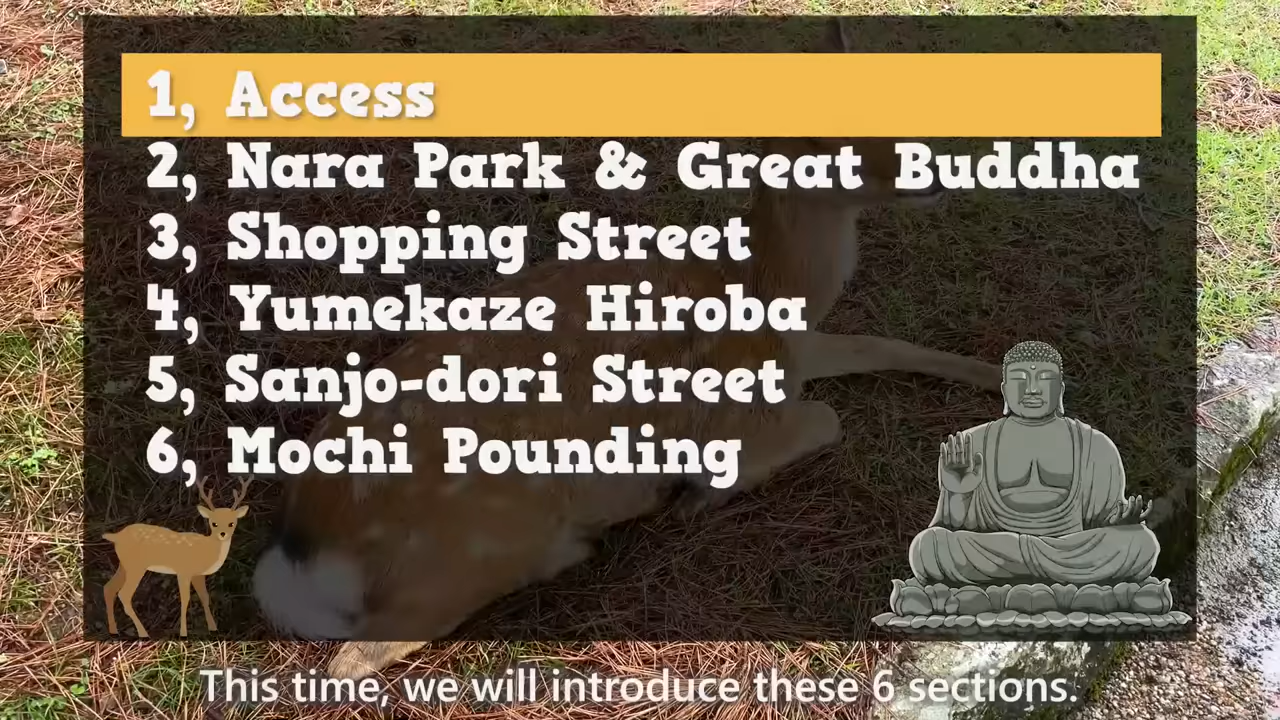 1, Access
2, Nara Park & Great Buddha
3, Shopping Street
4, Yumekaze Hiroba
5, Sanjo-dori Street
6, Mochi Pounding
This time, we will introduce these 6 sections.